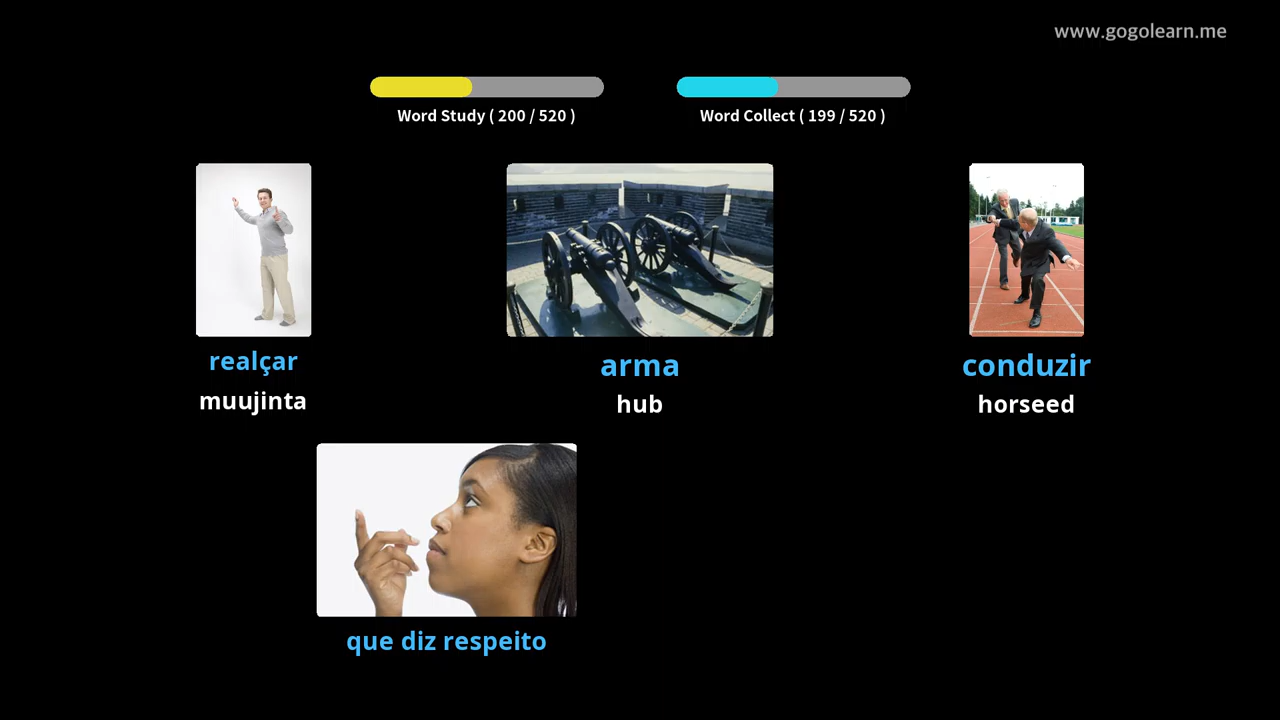 www.gogolearn.me
Word Study ( 200 / 520 )
Word Collect ( 199 / 520 )
realçar
muujinta
arma
hub
conduzir
horseed
que diz respeito